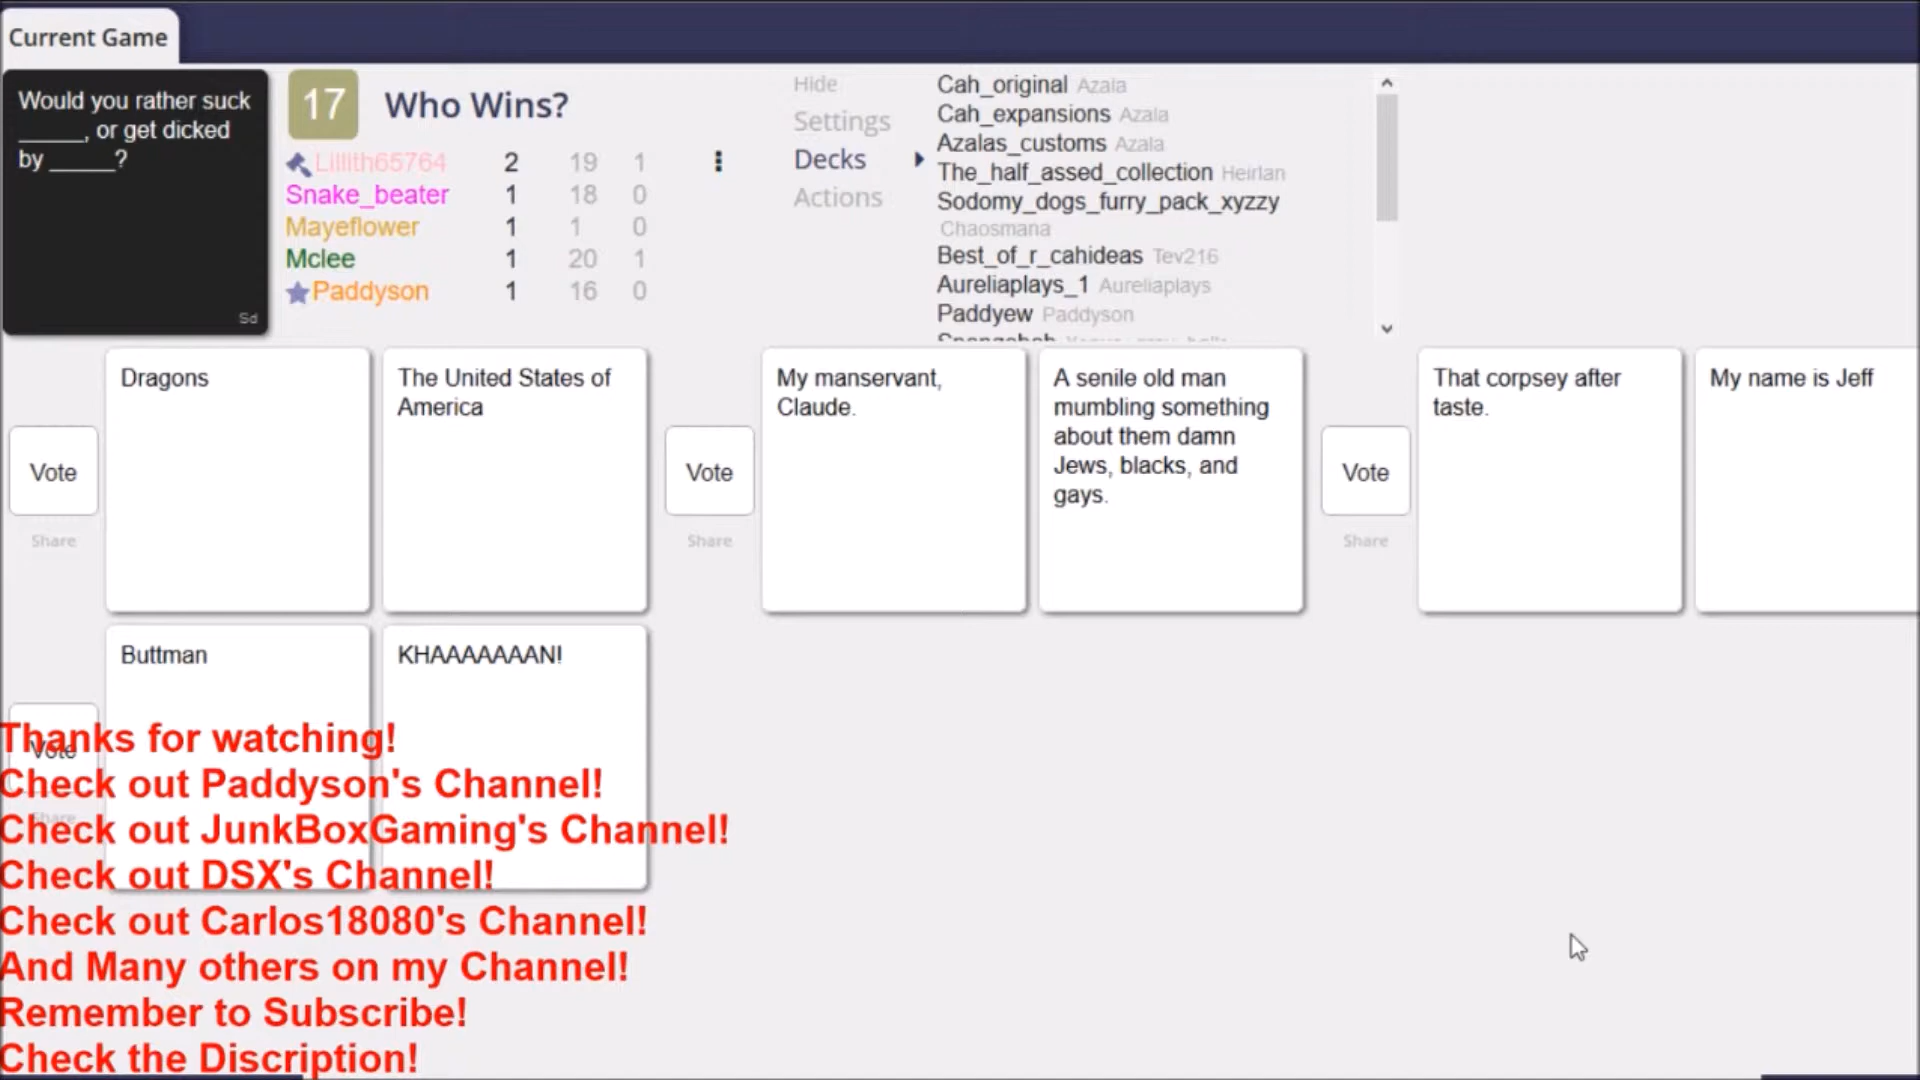 Current Game
Would you rather suck
_____, or get dicked
by _____?
Sd
17
Who Wins?
Lillith65764 2 19 1
Snake_beater 1 18 0
Mayeflower 1 1 0
Mclee 1 20 1
Paddyson 1 16 0
Hide
Settings
Decks
Actions
Cah_original Azala
Cah_expansions Azala
Azalas_customs Azala
The_half_assed_collection Heirlan
Sodomy_dogs_furry_pack_xyzzy
Chaosmana
Best_of_r_cahideas Tev216
Aureliaplays_1 Aureliaplays
Paddyew Paddyson
Vote
Share
Dragons
The United States of
America
Vote
Share
My manservant,
Claude.
A senile old man
mumbling something
about them damn
Jews, blacks, and
gays.
Vote
Share
That corpsey after
taste.
My name is Jeff
Vote
Share
Buttman
KHAAAAAAAN!
Thanks for watching!
Check out Paddyson's Channel!
Check out JunkBoxGaming's Channel!
Check out DSX's Channel!
Check out Carlos18080's Channel!
And Many others on my Channel!
Remember to Subscribe!
Check the Discription!